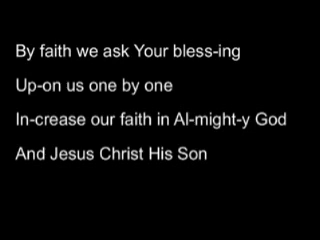 By faith we ask Your bless-ing
Up-on us one by one
In-crease our faith in Al-might-y God
And Jesus Christ His Son